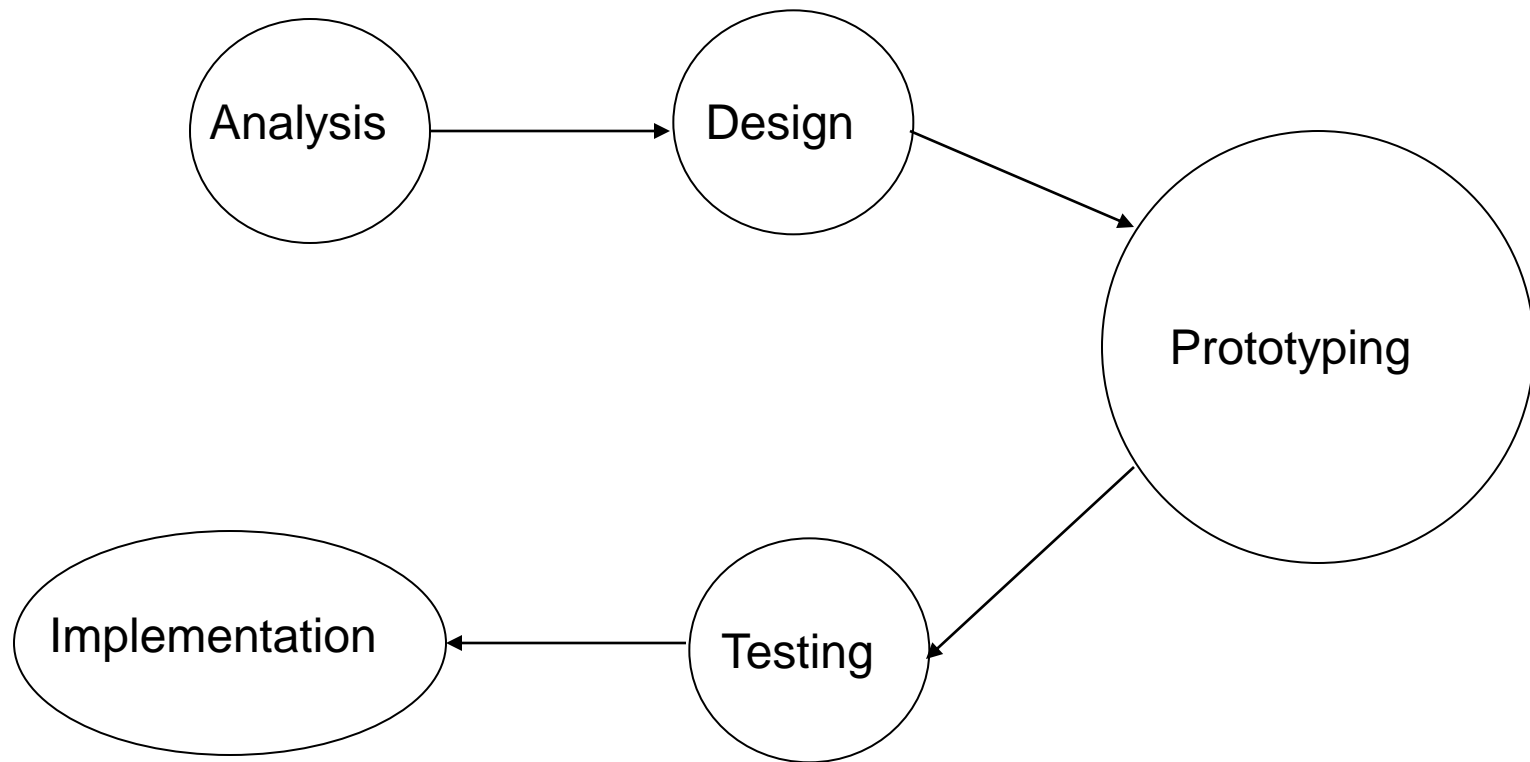 Analysis
Design
Prototyping
Testing
Implementation